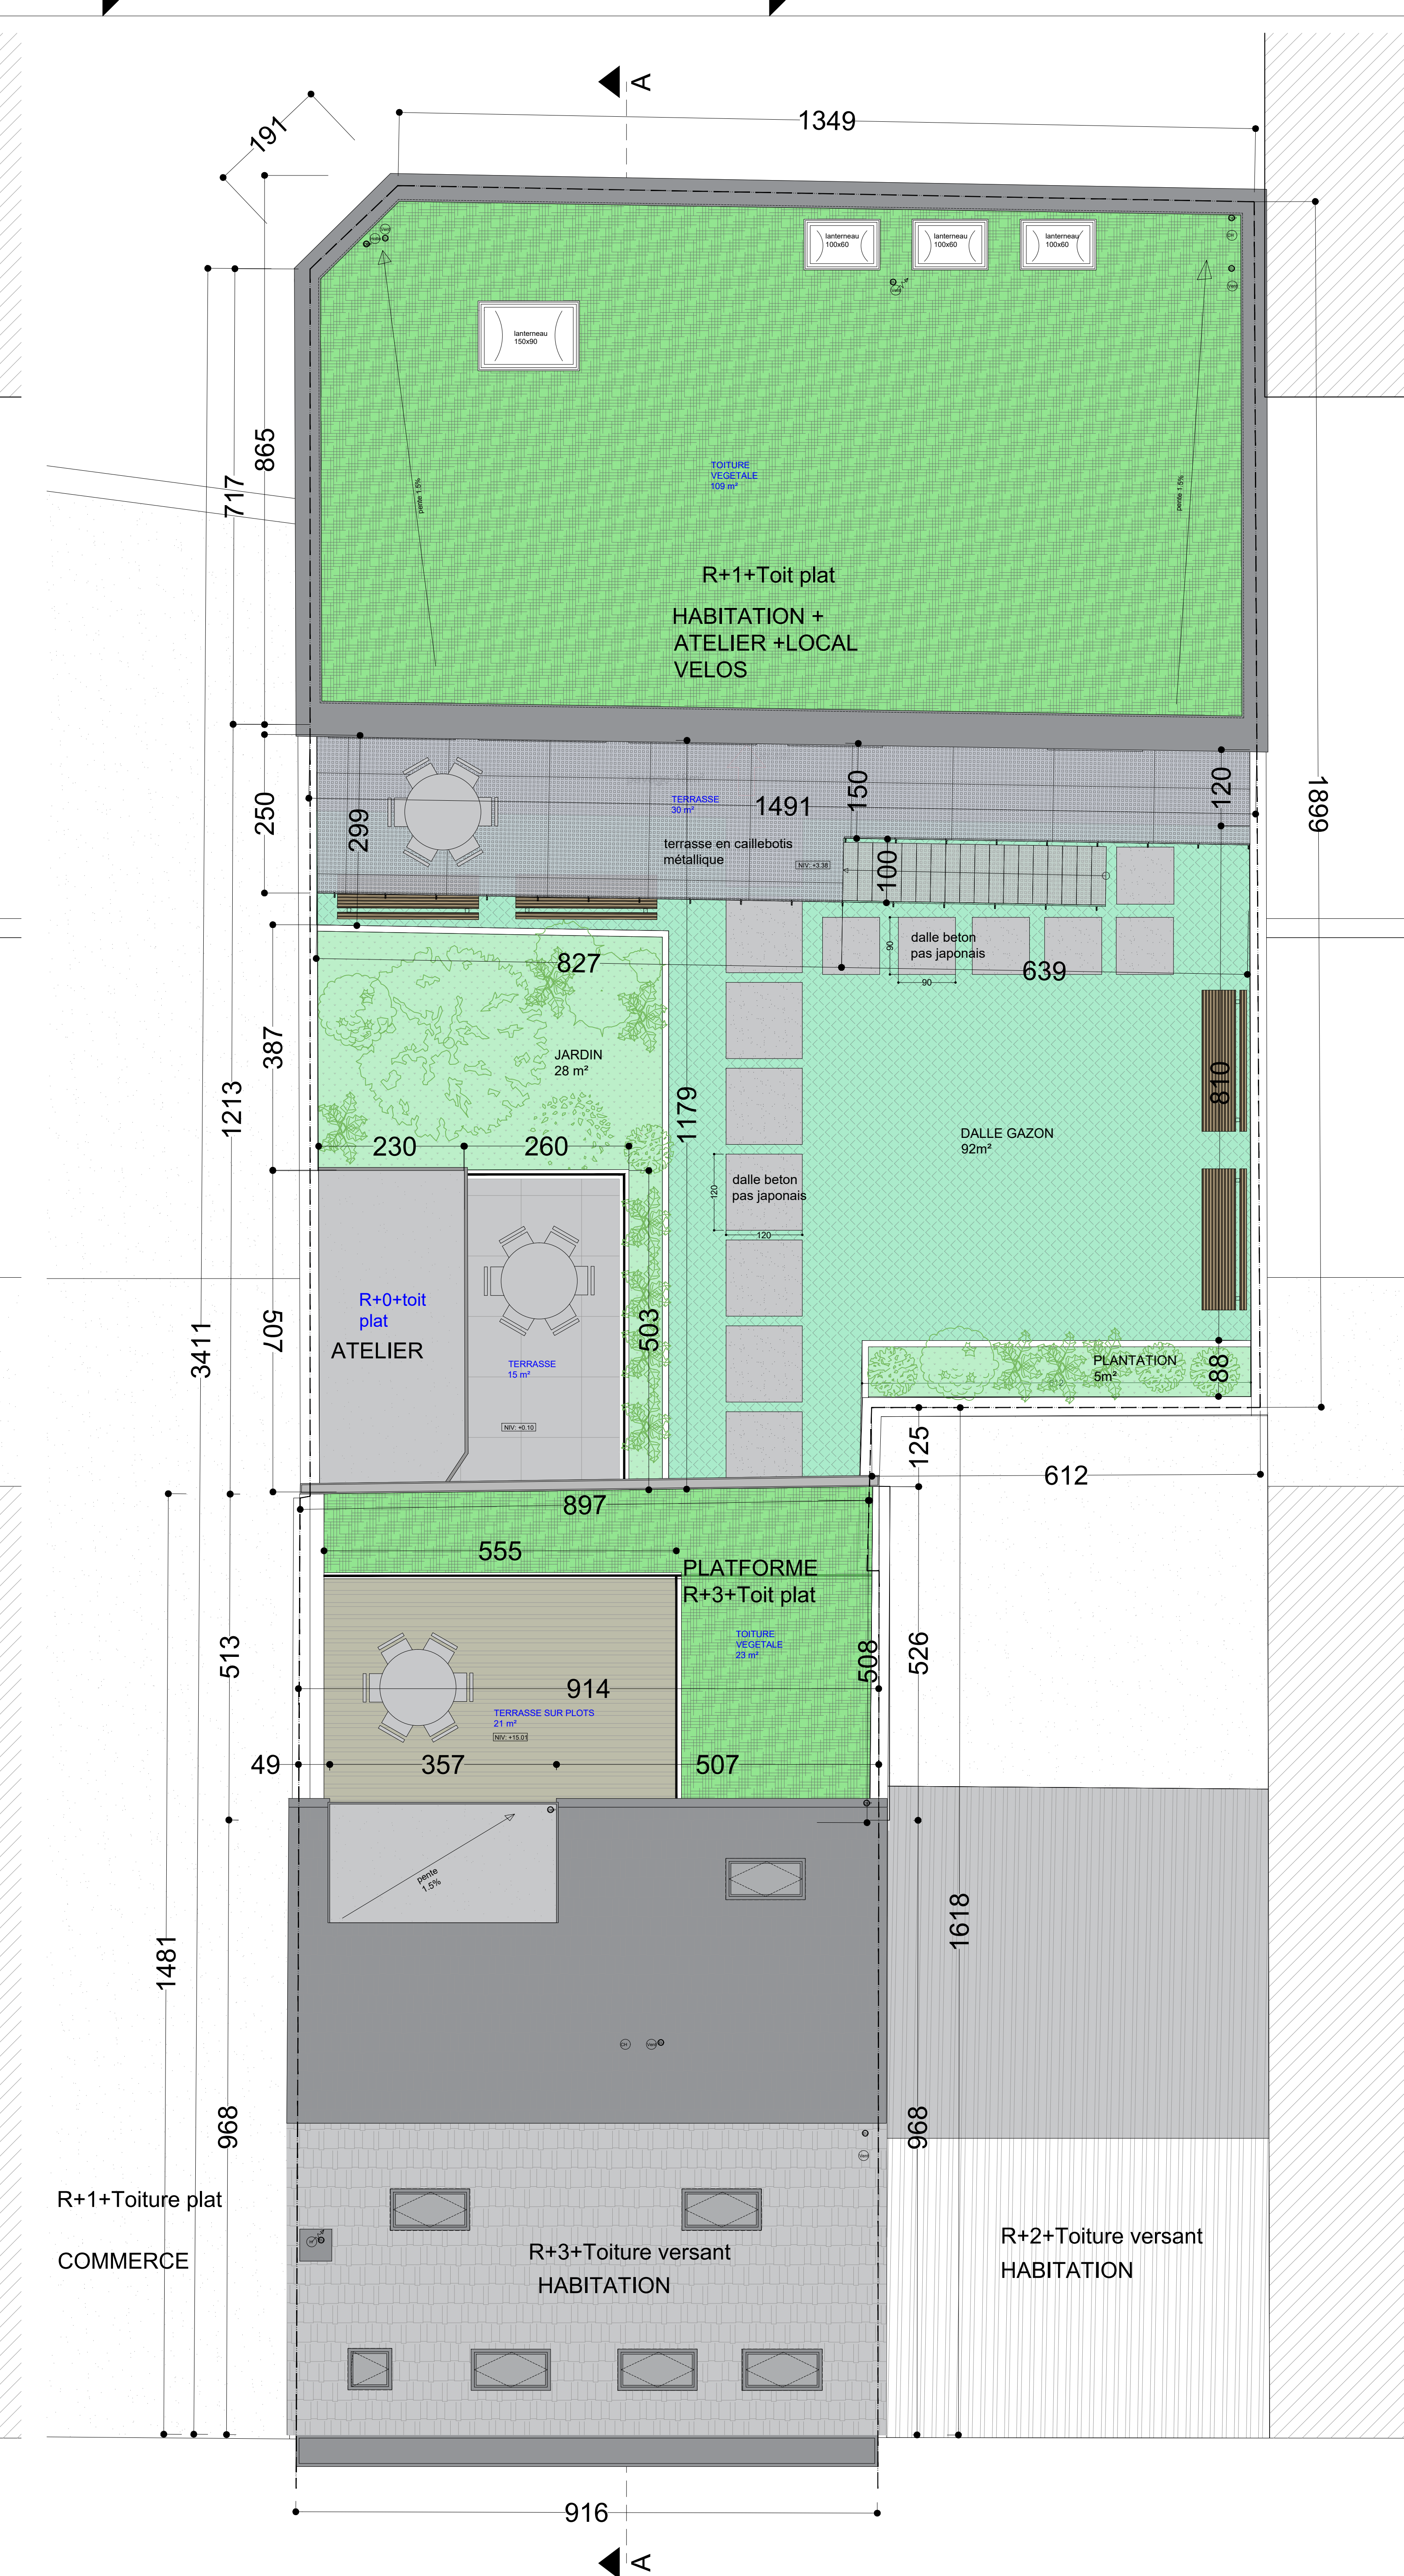 A
191
1349
lanterneau
100x60
lanterneau
100x60
lanterneau
100x60
lanterneau
150x90
865
717
TOITURE
VEGETALE
109 m²
pente 1.5%
pente 1.5%
R+1+Toit plat
HABITATION +
ATELIER +LOCAL
VELOS
250
299
TERRASSE
30 m²
1491
150
120
1899
terrasse en caillebotis
métallique
NIV: +3.38
100
dalle beton
pas japonais
90
90
827
639
387
JARDIN
28 m²
1213
1179
810
DALLE GAZON
92m²
230
260
dalle beton
pas japonais
120
120
R+0+toit
plat
ATELIER
507
3411
503
TERRASSE
15 m²
NIV: +0.10
PLANTATION
5m²
88
125
612
897
555
PLATFORME
R+3+Toit plat
TOITURE
VEGETALE
23 m²
513
508
526
914
TERRASSE SUR PLOTS
21 m²
NIV: +15.01
49
357
507
pente
1.5%
1481
1618
968
968
R+1+Toiture plat
COMMERCE
R+3+Toiture versant
HABITATION
R+2+Toiture versant
HABITATION
916
A